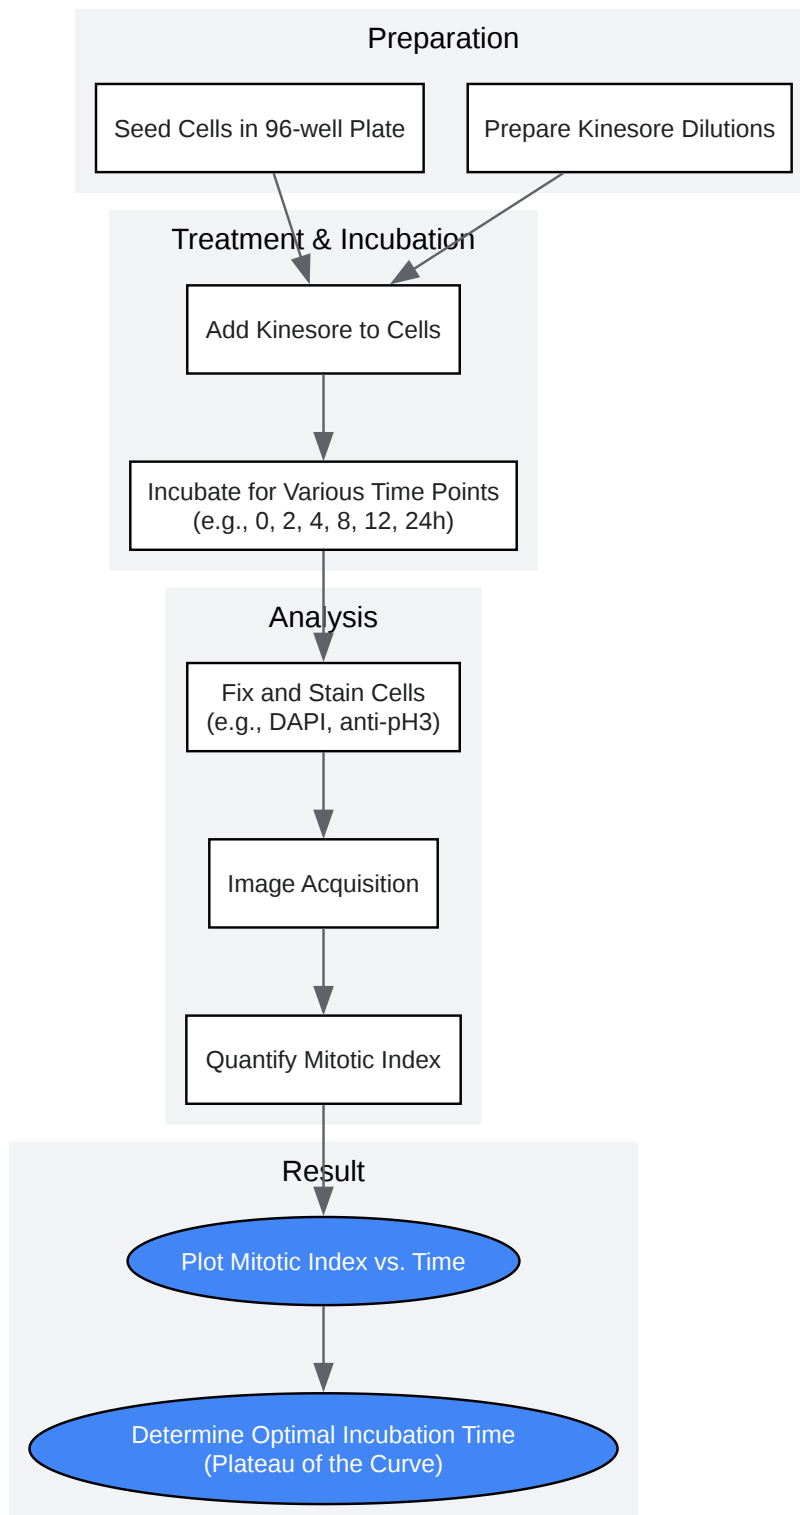 Preparation
Seed Cells in 96-well Plate
Prepare Kinesore Dilutions
Treatment & Incubation
Add Kinesore to Cells
Incubate for Various Time Points
(e.g., 0, 2, 4, 8, 12, 24h)
Analysis
Fix and Stain Cells
(e.g., DAPI, anti-pH3)
Image Acquisition
Quantify Mitotic Index
Result
Plot Mitotic Index vs. Time
Determine Optimal Incubation Time
(Plateau of the Curve)